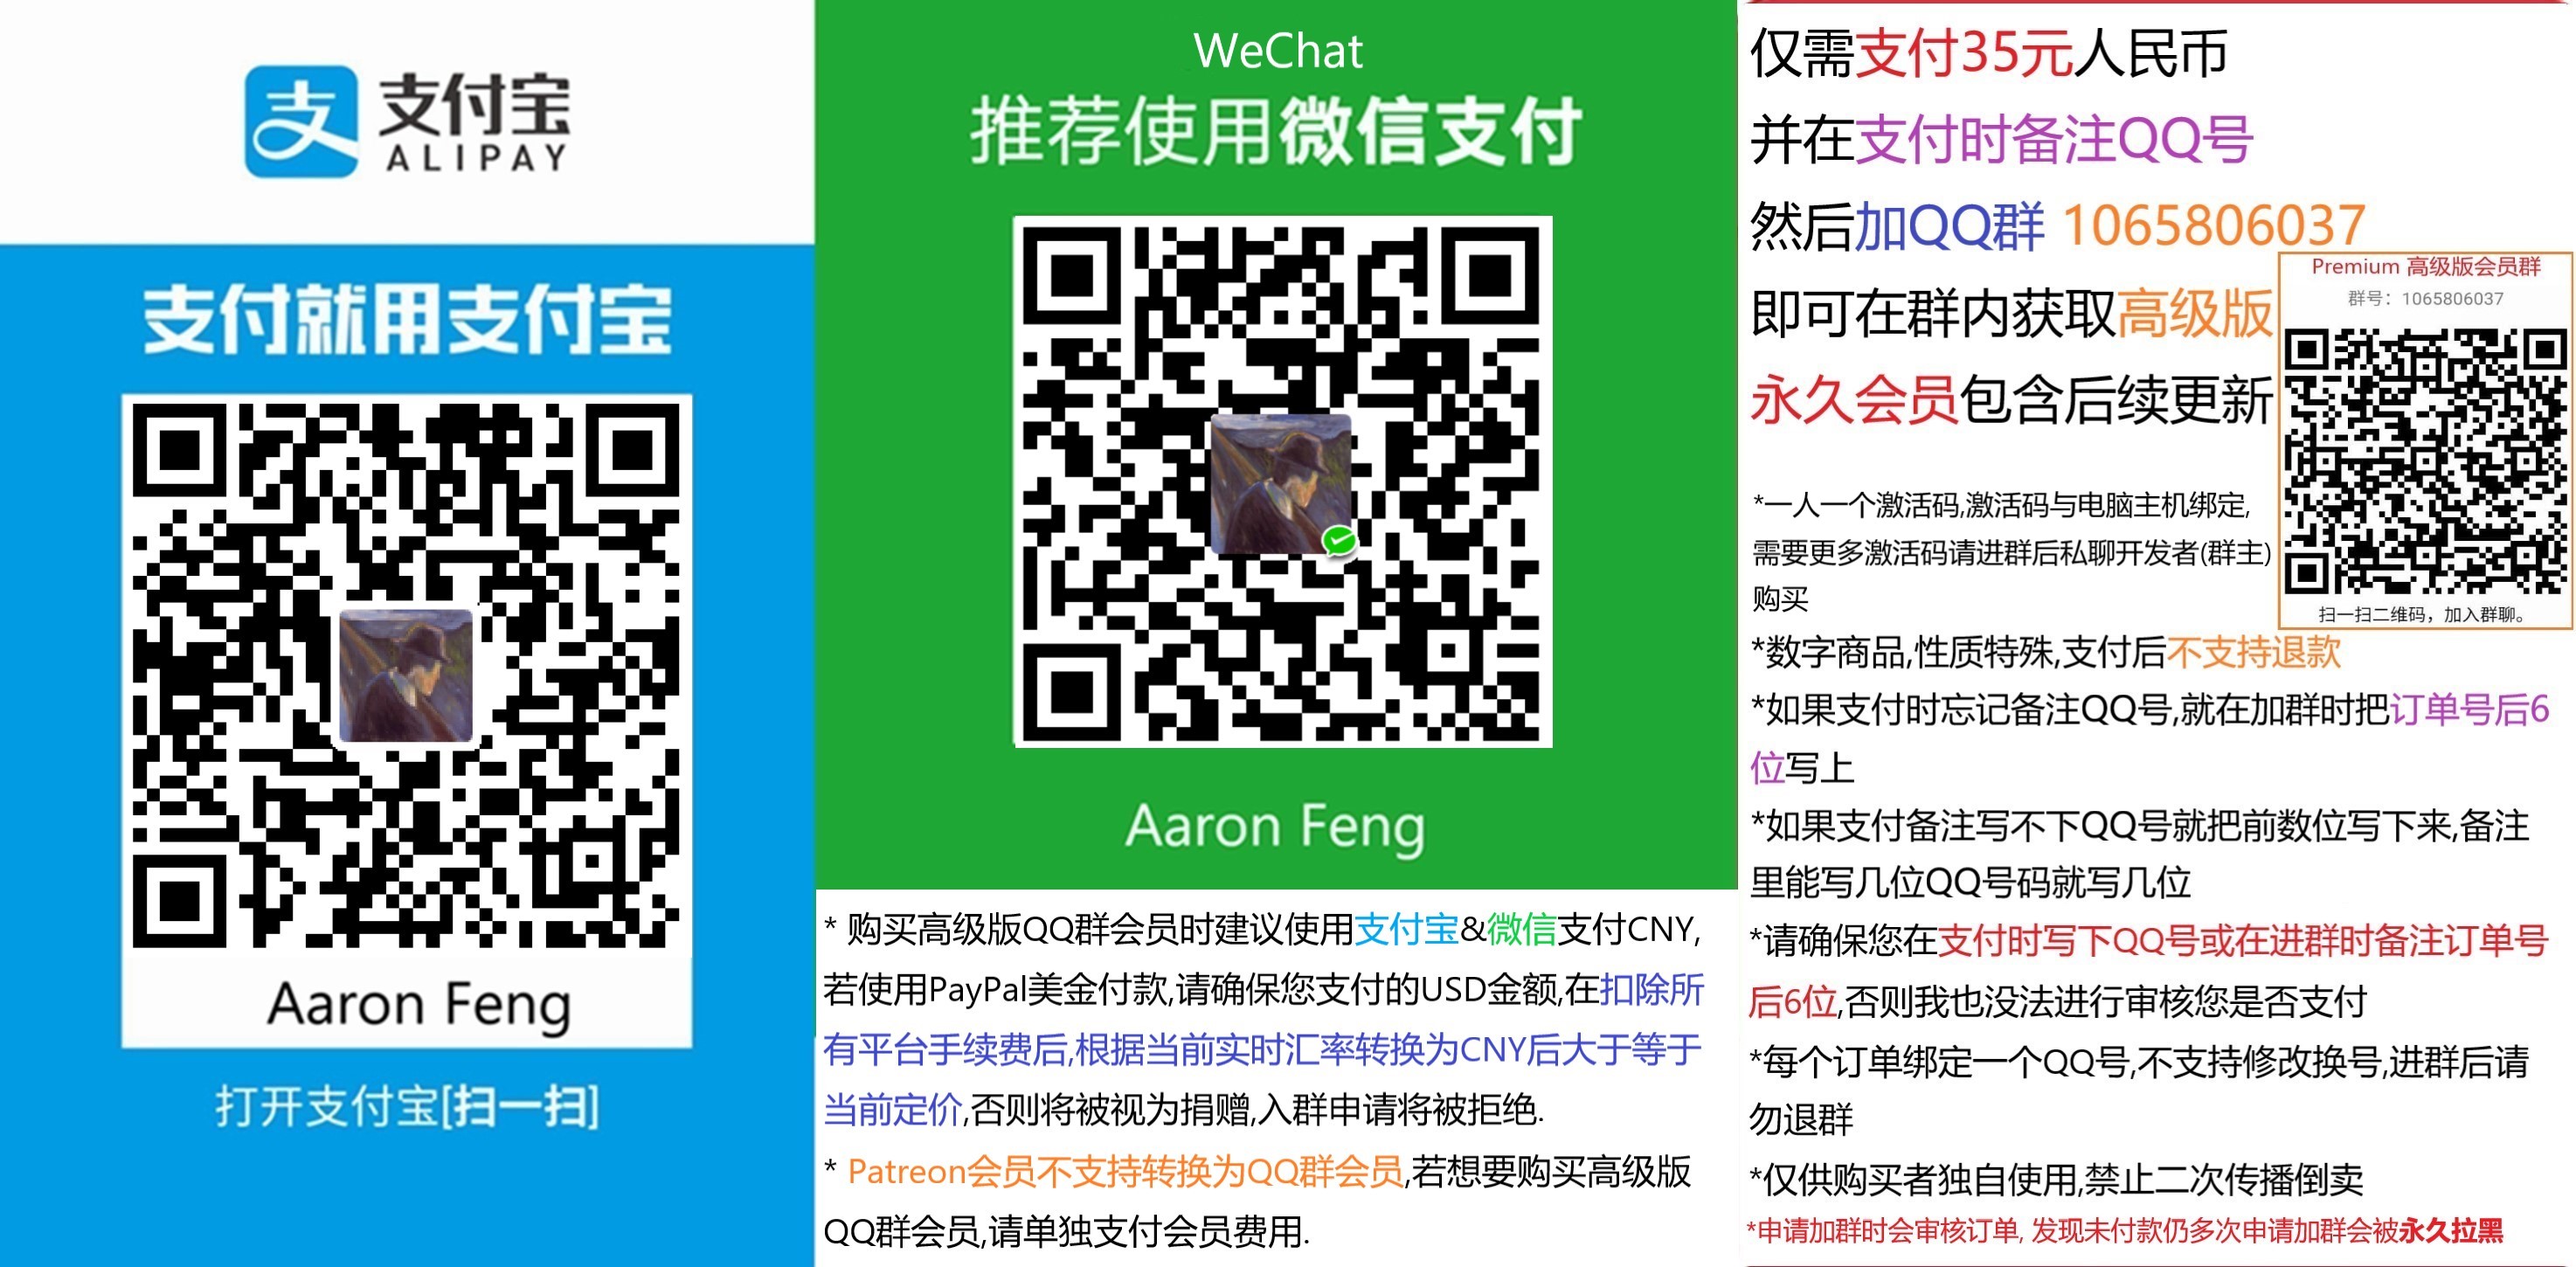 支付宝
ALIPAY
支付就用支付宝
Aaron Feng
打开支付宝[扫一扫]
WeChat
推荐使用微信支付
Aaron Feng
* 购买高级版QQ群会员时建议使用支付宝&微信支付CNY,
若使用PayPal美金付款,请确保您支付的USD金额,在扣除所
有平台手续费后,根据当前实时汇率转换为CNY后大于等于
当前定价,否则将被视为捐赠,入群申请将被拒绝.
* Patreon会员不支持转换为QQ群会员,若想要购买高级版
QQ群会员,请单独支付会员费用.
仅需支付35元人民币
并在支付时备注QQ号
然后加QQ群 1065806037
即可在群内获取高级版
永久会员包含后续更新
Premium 高级版会员群
群号：1065806037
扫一扫二维码，加入群聊。
*一人一个激活码,激活码与电脑主机绑定,
需要更多激活码请进群后私聊开发者(群主)
购买
*数字商品,性质特殊,支付后不支持退款
*如果支付时忘记备注QQ号,就在加群时把订单号后6
位写上
*如果支付备注写不下QQ号就把前数位写下来,备注
里能写几位QQ号码就写几位
*请确保您在支付时写下QQ号或在进群时备注订单号
后6位,否则我也没法进行审核您是否支付
*每个订单绑定一个QQ号,不支持修改换号,进群后请
勿退群
*仅供购买者独自使用,禁止二次传播倒卖
*申请加群时会审核订单, 发现未付款仍多次申请加群会被永久拉黑